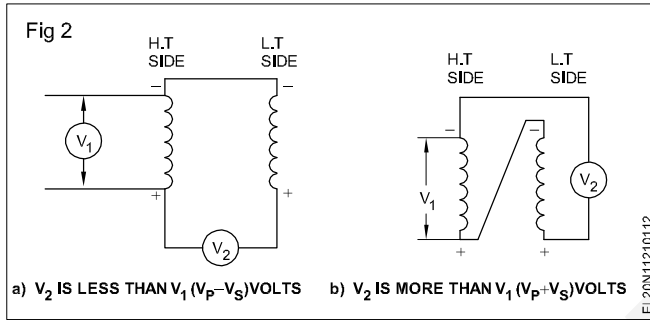 Fig 2
H.T
SIDE
L.T
SIDE
–
–
V1
+
+
V2
a) V2 IS LESS THAN V1 (VP–VS) VOLTS
H.T
SIDE
L.T
SIDE
–
–
V1
V2
+
+
b) V2 IS MORE THAN V1 (VP+VS) VOLTS
EL20N11210112